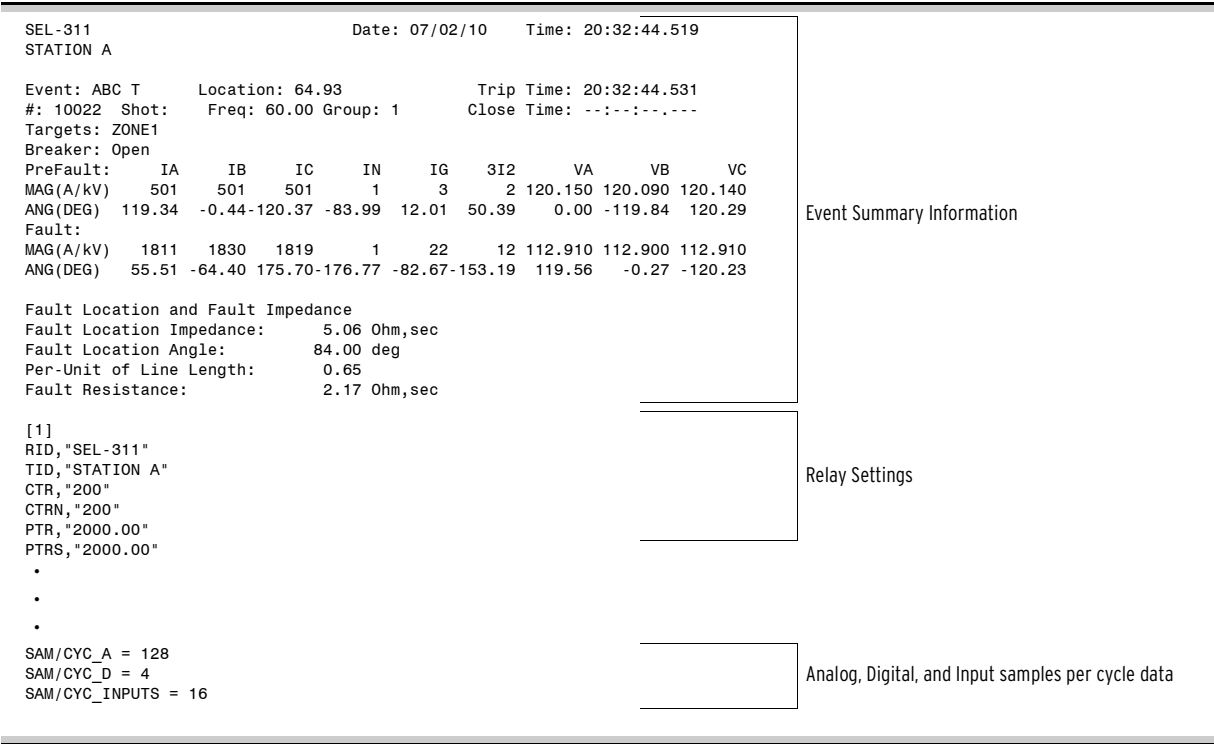 SEL-311                                  Date: 07/02/10    Time: 20:32:44.519
STATION A
Event: ABC T      Location: 64.93              Trip Time: 20:32:44.531
#: 10022  Shot:    Freq: 60.00 Group: 1       Close Time: --:--:--.---
Targets: ZONE1
Breaker: Open
PreFault:     IA     IB     IC     IN     IG    3I2      VA      VB      VC
MAG(A/kV)    501    501    501      1      3      2 120.150 120.090 120.140
ANG(DEG)  119.34  -0.44-120.37 -83.99  12.01  50.39    0.00 -119.84  120.29
Event Summary Information
Fault:
MAG(A/kV)   1811   1830   1819      1     22     12 112.910 112.900 112.910
ANG(DEG)   55.51 -64.40 175.70-176.77 -82.67-153.19  119.56   -0.27 -120.23
Fault Location and Fault Impedance
Fault Location Impedance:      5.06 Ohm,sec
Fault Location Angle:         84.00 deg
Per-Unit of Line Length:       0.65
Fault Resistance:              2.17 Ohm,sec
[1]
RID,"SEL-311"
TID,"STATION A"
Relay Settings
CTR,"200"
CTRN,"200"
PTR,"2000.00"
PTRS,"2000.00"
•
•
•
SAM/CYC_A = 128
SAM/CYC_D = 4
Analog, Digital, and Input samples per cycle data
SAM/CYC_INPUTS = 16